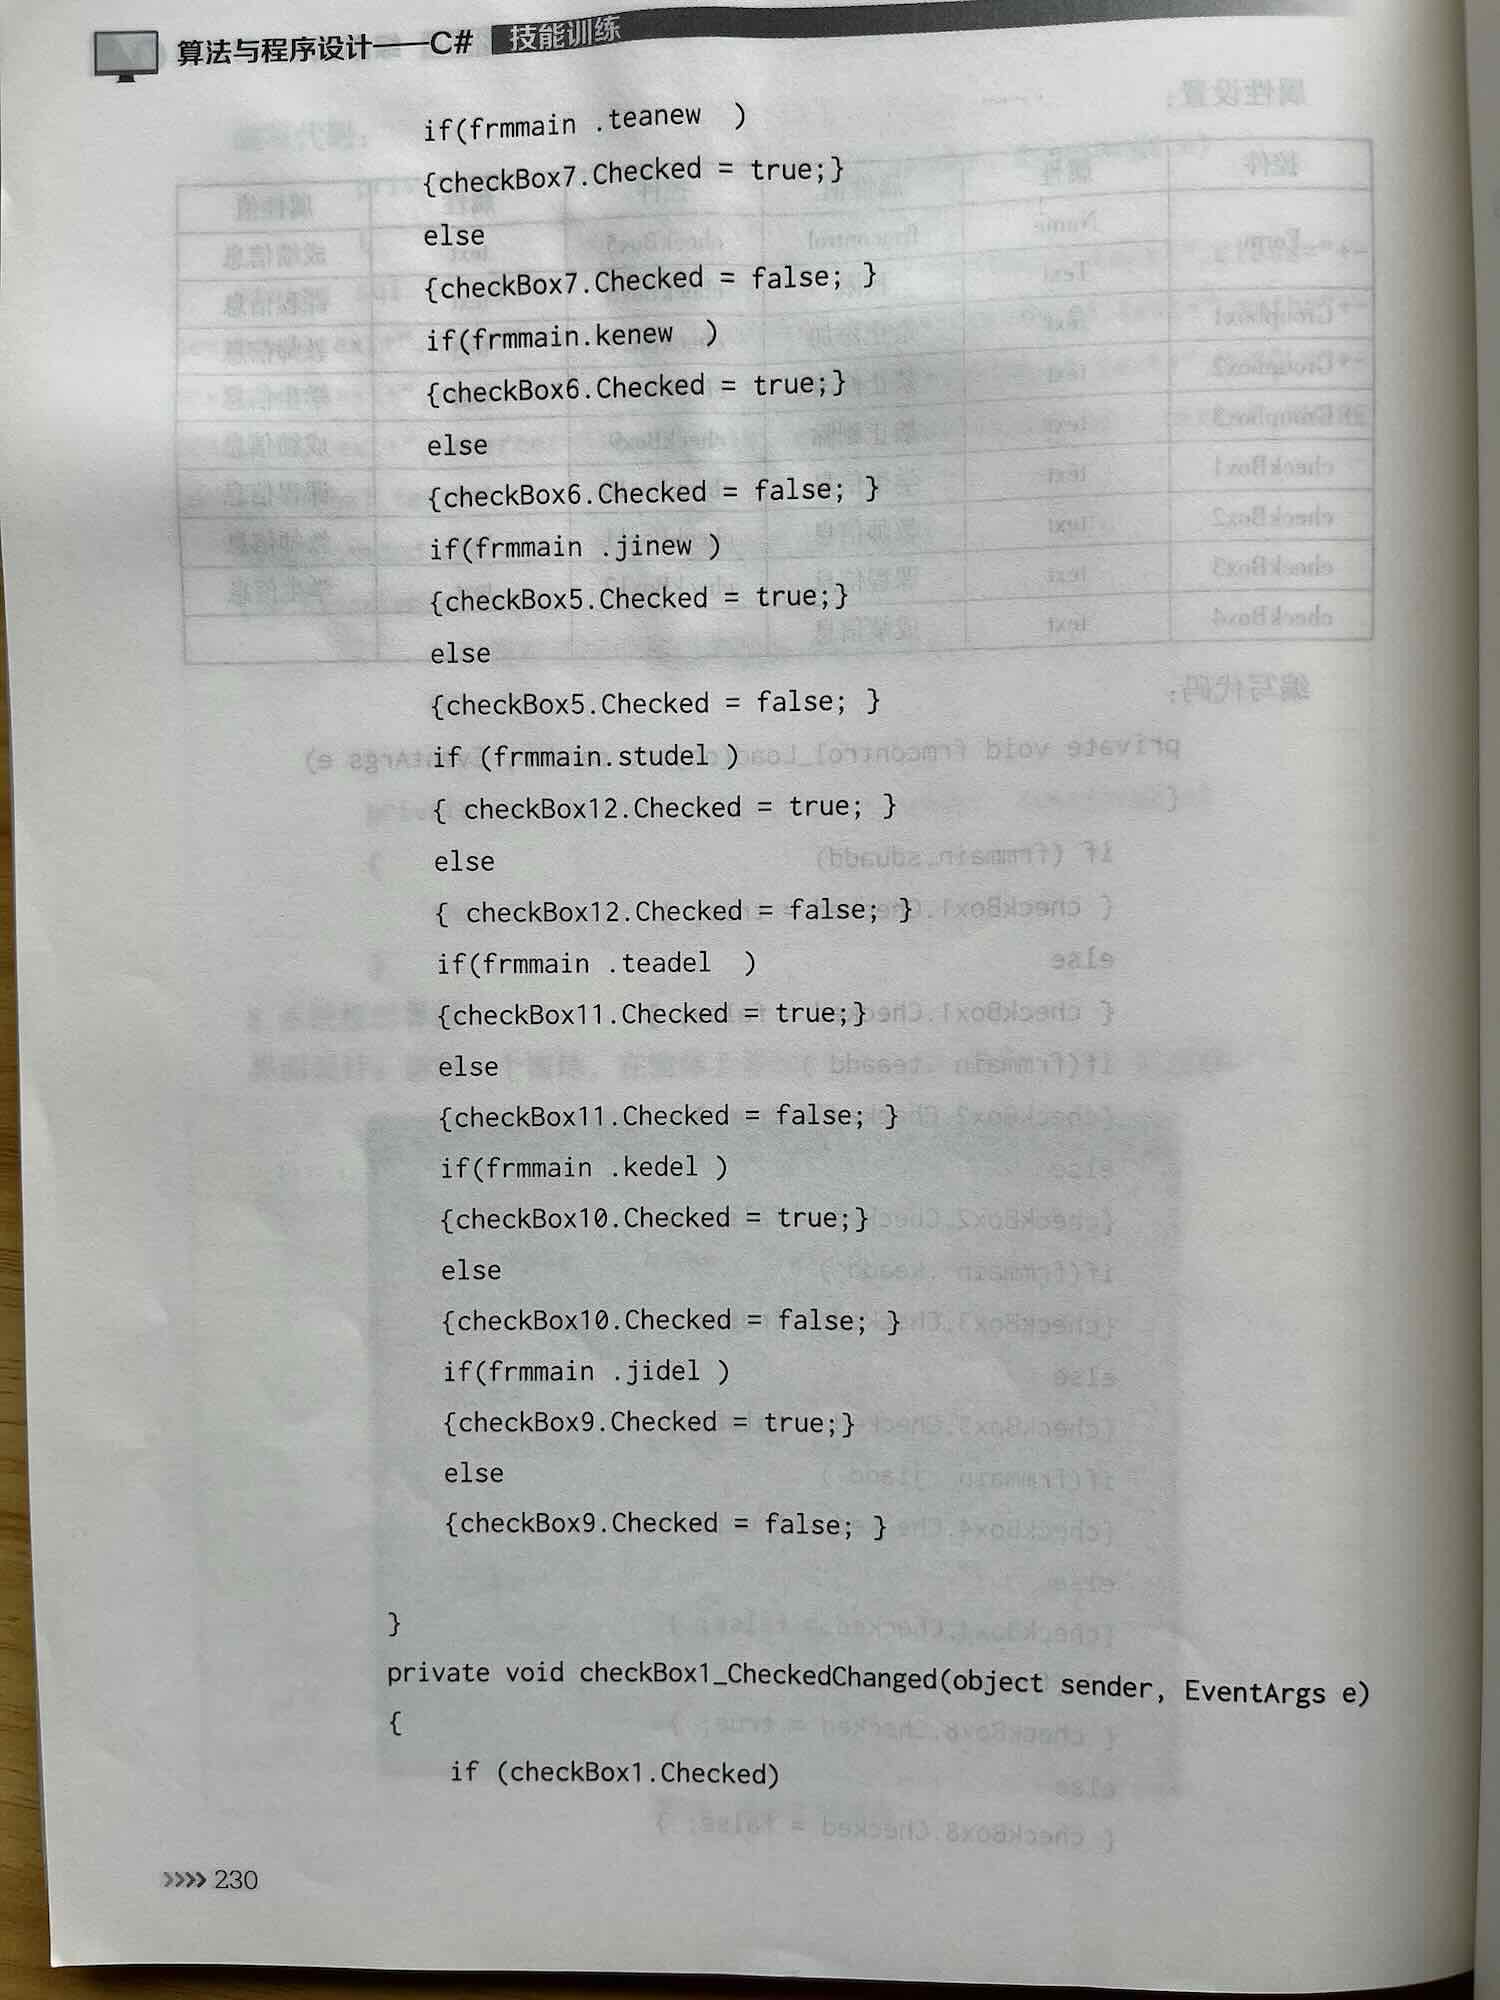 算法与程序设计——C# 技能训练
if(frmmain .teanew  )
{checkBox7.Checked = true;}
else
{checkBox7.Checked = false; }
if(frmmain.kenew  )
{checkBox6.Checked = true;}
else
{checkBox6.Checked = false; }
if(frmmain .jinew )
{checkBox5.Checked = true;}
else
{checkBox5.Checked = false; }
if (frmmain.studel )
{ checkBox12.Checked = true; }
else
{ checkBox12.Checked = false; }
if(frmmain .teadel  )
{checkBox11.Checked = true;}
else
{checkBox11.Checked = false; }
if(frmmain .kedel )
{checkBox10.Checked = true;}
else
{checkBox10.Checked = false; }
if(frmmain .jidel )
{checkBox9.Checked = true;}
else
{checkBox9.Checked = false; }
}
private void checkBox1_CheckedChanged(object sender, EventArgs e)
{
if (checkBox1.Checked)
»»» 230